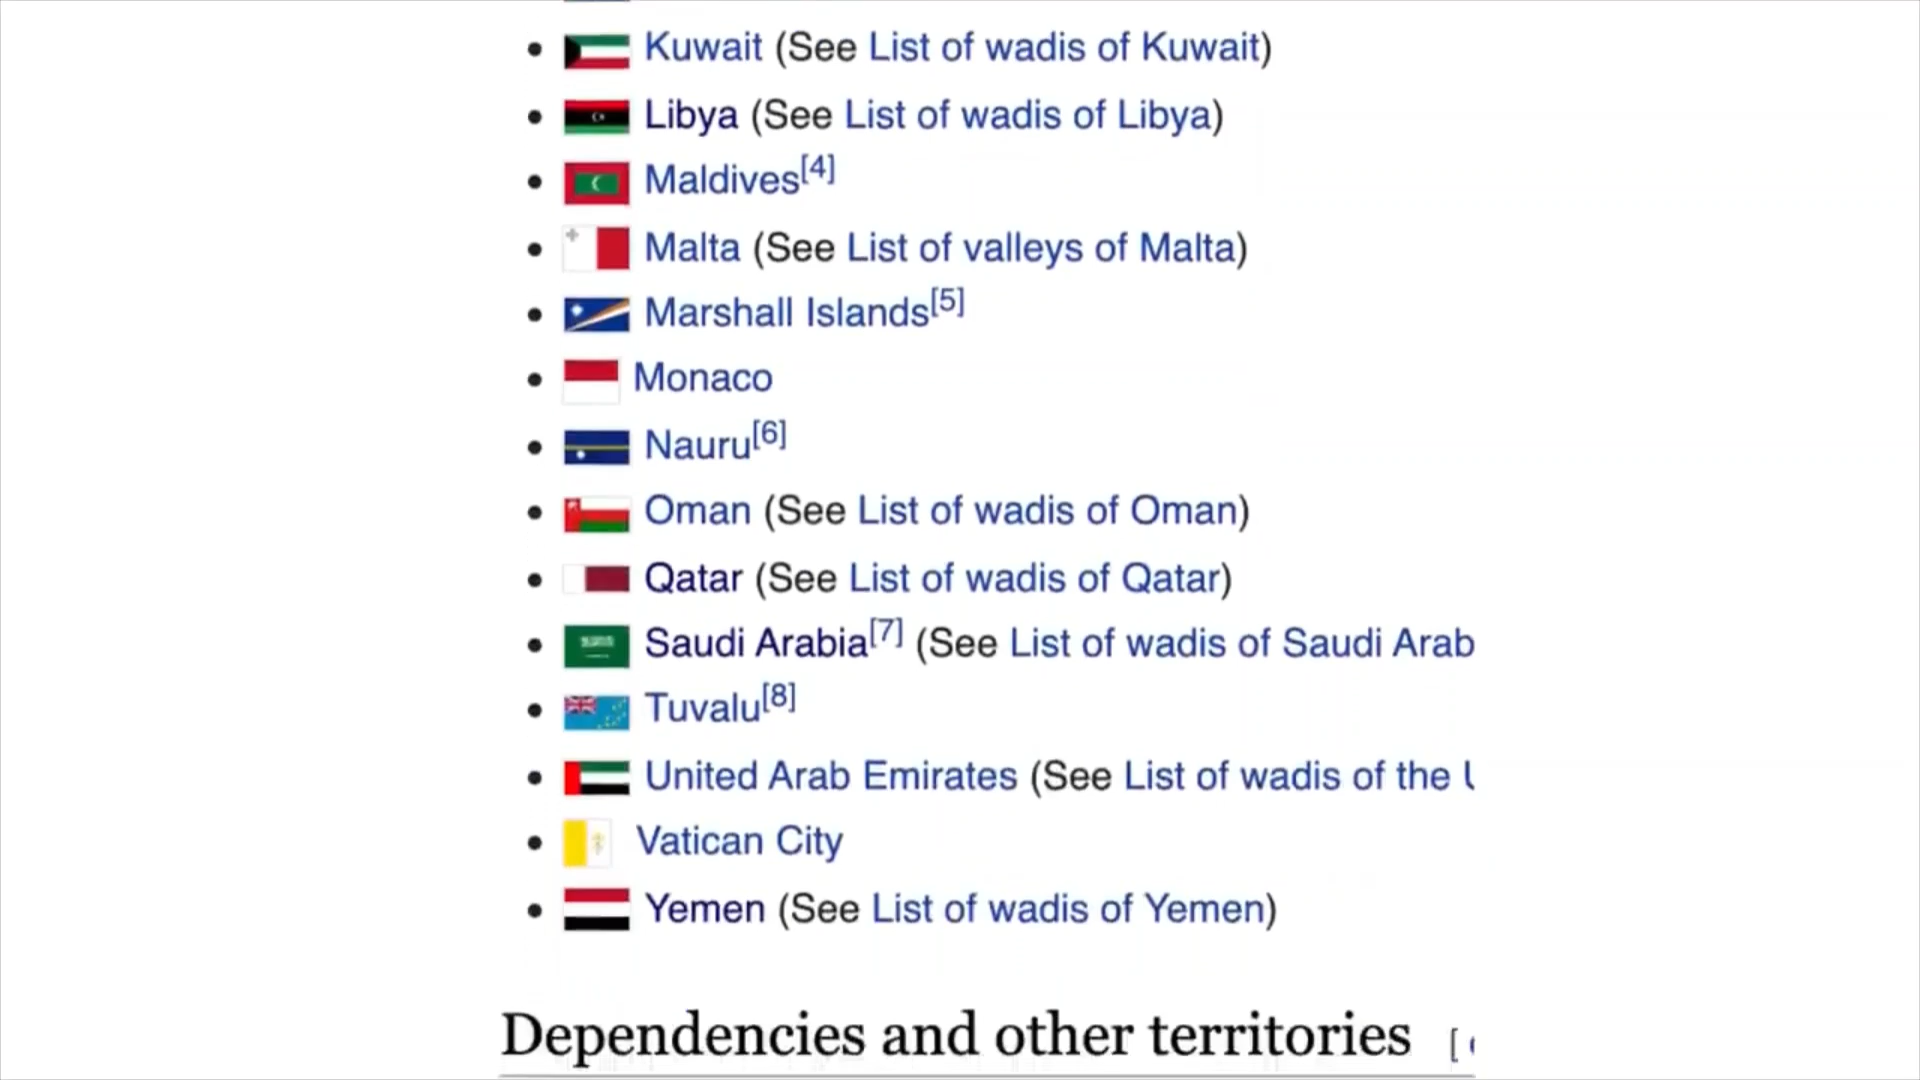 Kuwait (See List of wadis of Kuwait)
Libya (See List of wadis of Libya)
Maldives[4]
Malta (See List of valleys of Malta)
Marshall Islands[5]
Monaco
Nauru[6]
Oman (See List of wadis of Oman)
Qatar (See List of wadis of Qatar)
Saudi Arabia[7] (See List of wadis of Saudi Arab
Tuvalu[8]
United Arab Emirates (See List of wadis of the
Vatican City
Yemen (See List of wadis of Yemen)
Dependencies and other territories [